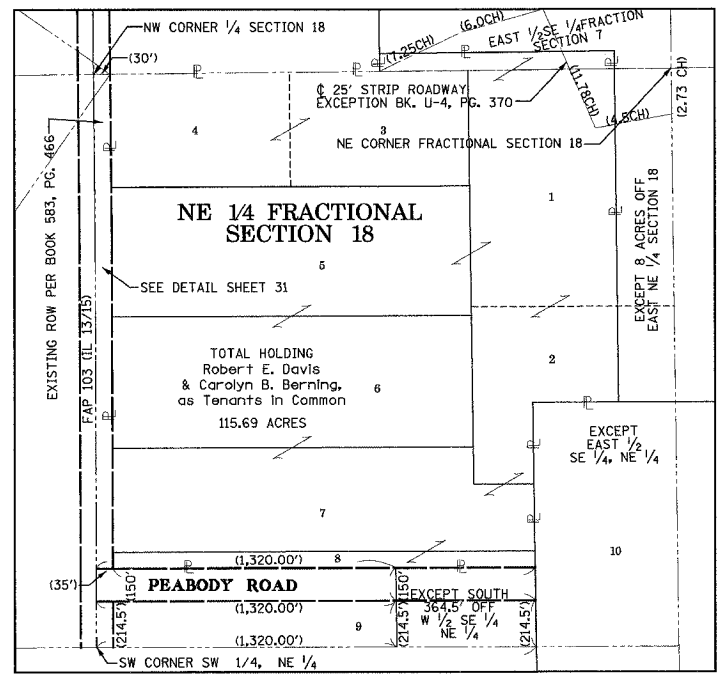 NW CORNER 1/4 SECTION 18
(30')
(6.0CH)
EAST 1/2 SE 1/4 FRACTION
SECTION 7
(7.25CH)
(11.78CH)
(4.5CH)
(2.73 CH)
℄ 25' STRIP ROADWAY
EXCEPTION BK. U-4, PG. 370
NE CORNER FRACTIONAL SECTION 18
4
3
1
EXISTING ROW PER BOOK 583, PG. 466
FAP 103 (IL 13/15)
NE 1/4 FRACTIONAL
SECTION 18
5
SEE DETAIL SHEET 31
EXCEPT 8 ACRES OFF
EAST NE 1/4 SECTION 18
TOTAL HOLDING
Robert E. Davis
& Carolyn B. Berning,
as Tenants in Common
115.69 ACRES
6
2
EXCEPT
EAST 1/2
SE 1/4, NE 1/4
7
10
(1,320.00')
8
(35')
(150'
PEABODY ROAD
(150'
EXCEPT SOUTH
364.5' OFF
W 1/2 SE 1/4
NE 1/4
(1,320.00')
(214.5')
9
(214.5')
(214.5')
(1,320.00')
SW CORNER SW 1/4, NE 1/4